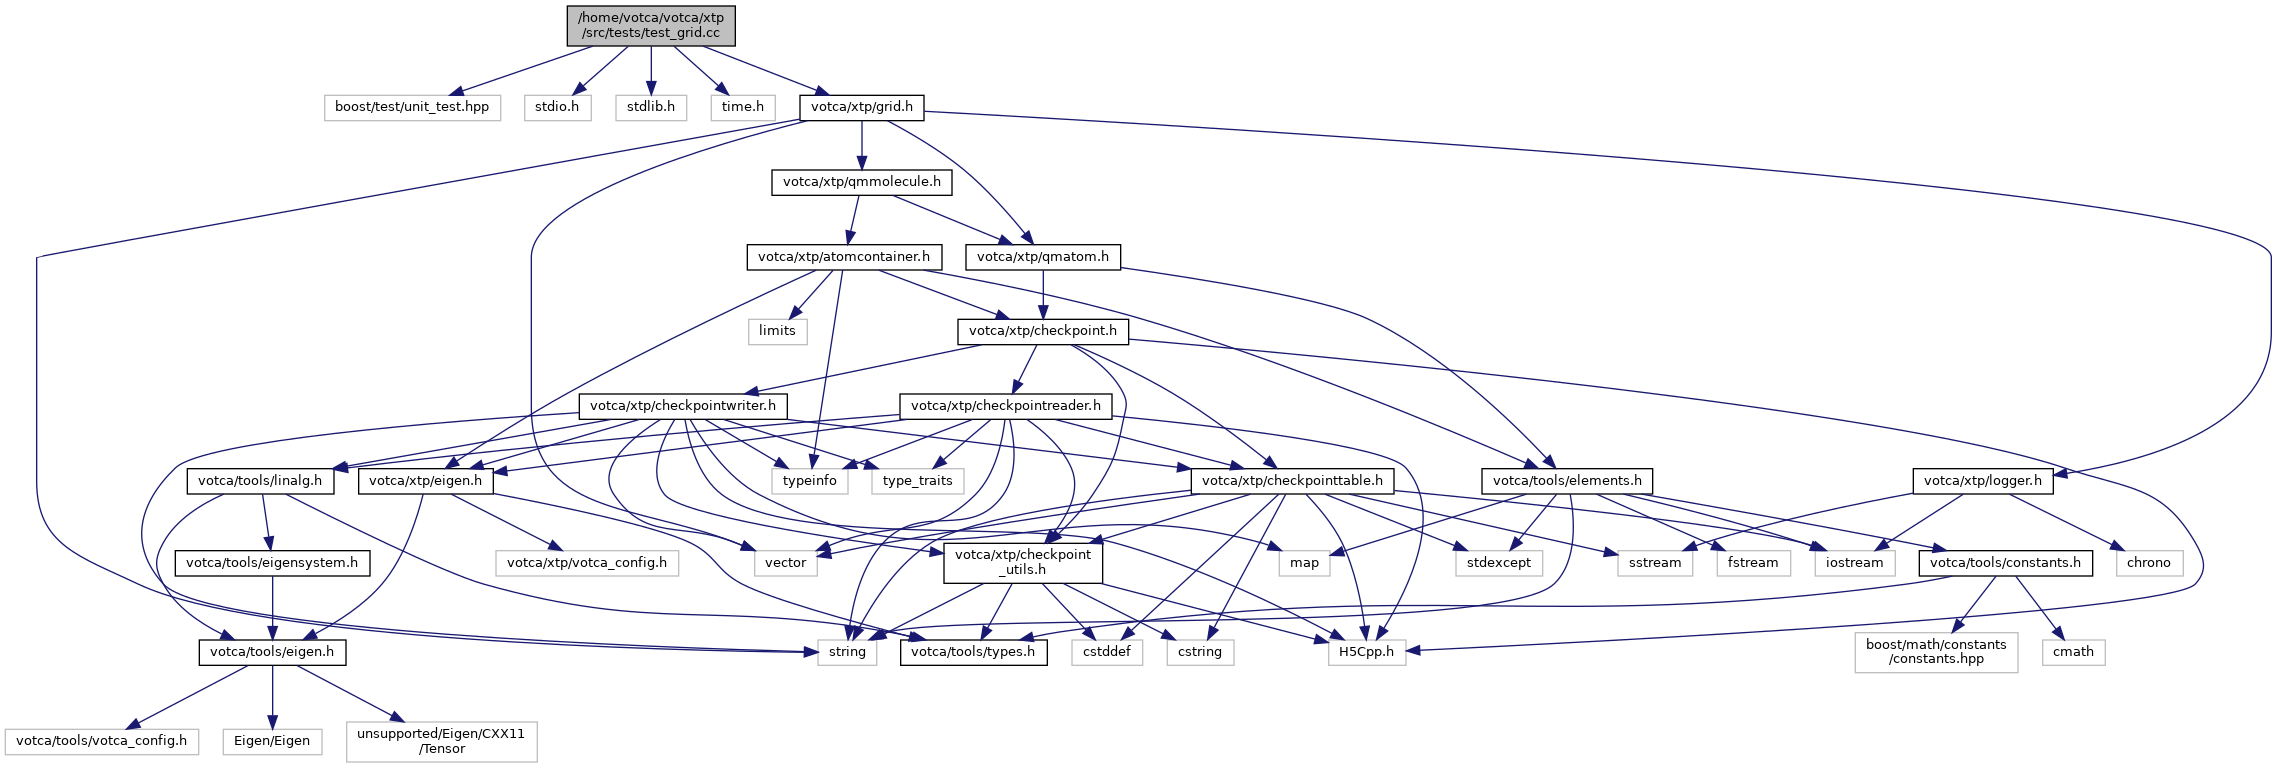 /home/votca/votca/xtp
/src/tests/test_grid.cc
boost/test/unit_test.hpp
stdio.h
stdlib.h
time.h
votca/xtp/grid.h
votca/xtp/qmmolecule.h
votca/xtp/atomcontainer.h
votca/xtp/qmatom.h
limits
votca/xtp/checkpoint.h
votca/xtp/checkpointwriter.h
votca/xtp/checkpointreader.h
votca/tools/linalg.h
votca/xtp/eigen.h
typeinfo
type_traits
votca/xtp/checkpointtable.h
votca/tools/elements.h
votca/xtp/logger.h
votca/tools/eigensystem.h
votca/xtp/votca_config.h
vector
votca/xtp/checkpoint
_utils.h
map
stdexcept
sstream
fstream
iostream
votca/tools/constants.h
chrono
votca/tools/eigen.h
string
votca/tools/types.h
cstddef
cstring
H5Cpp.h
boost/math/constants
/constants.hpp
cmath
votca/tools/votca_config.h
Eigen/Eigen
unsupported/Eigen/CXX11
/Tensor